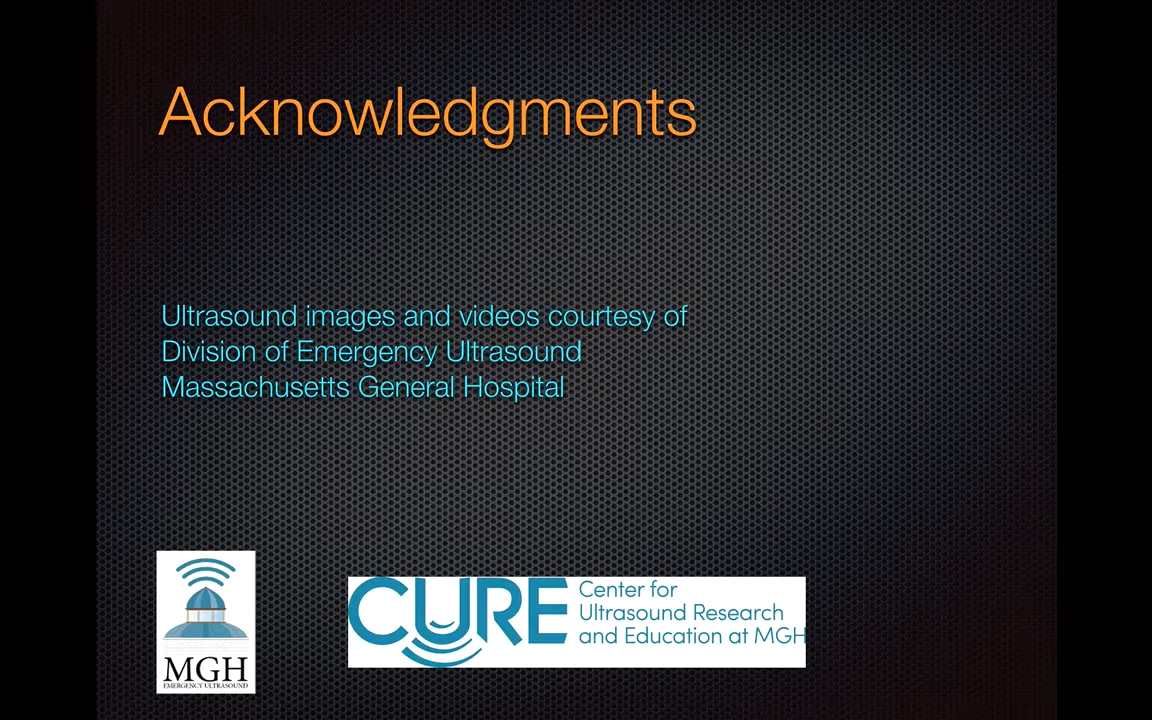 Acknowledgments
Ultrasound images and videos courtesy of
Division of Emergency Ultrasound
Massachusetts General Hospital
MGH
EMERGENCY ULTRASOUND
CURE
Center for
Ultrasound Research
and Education at MGH